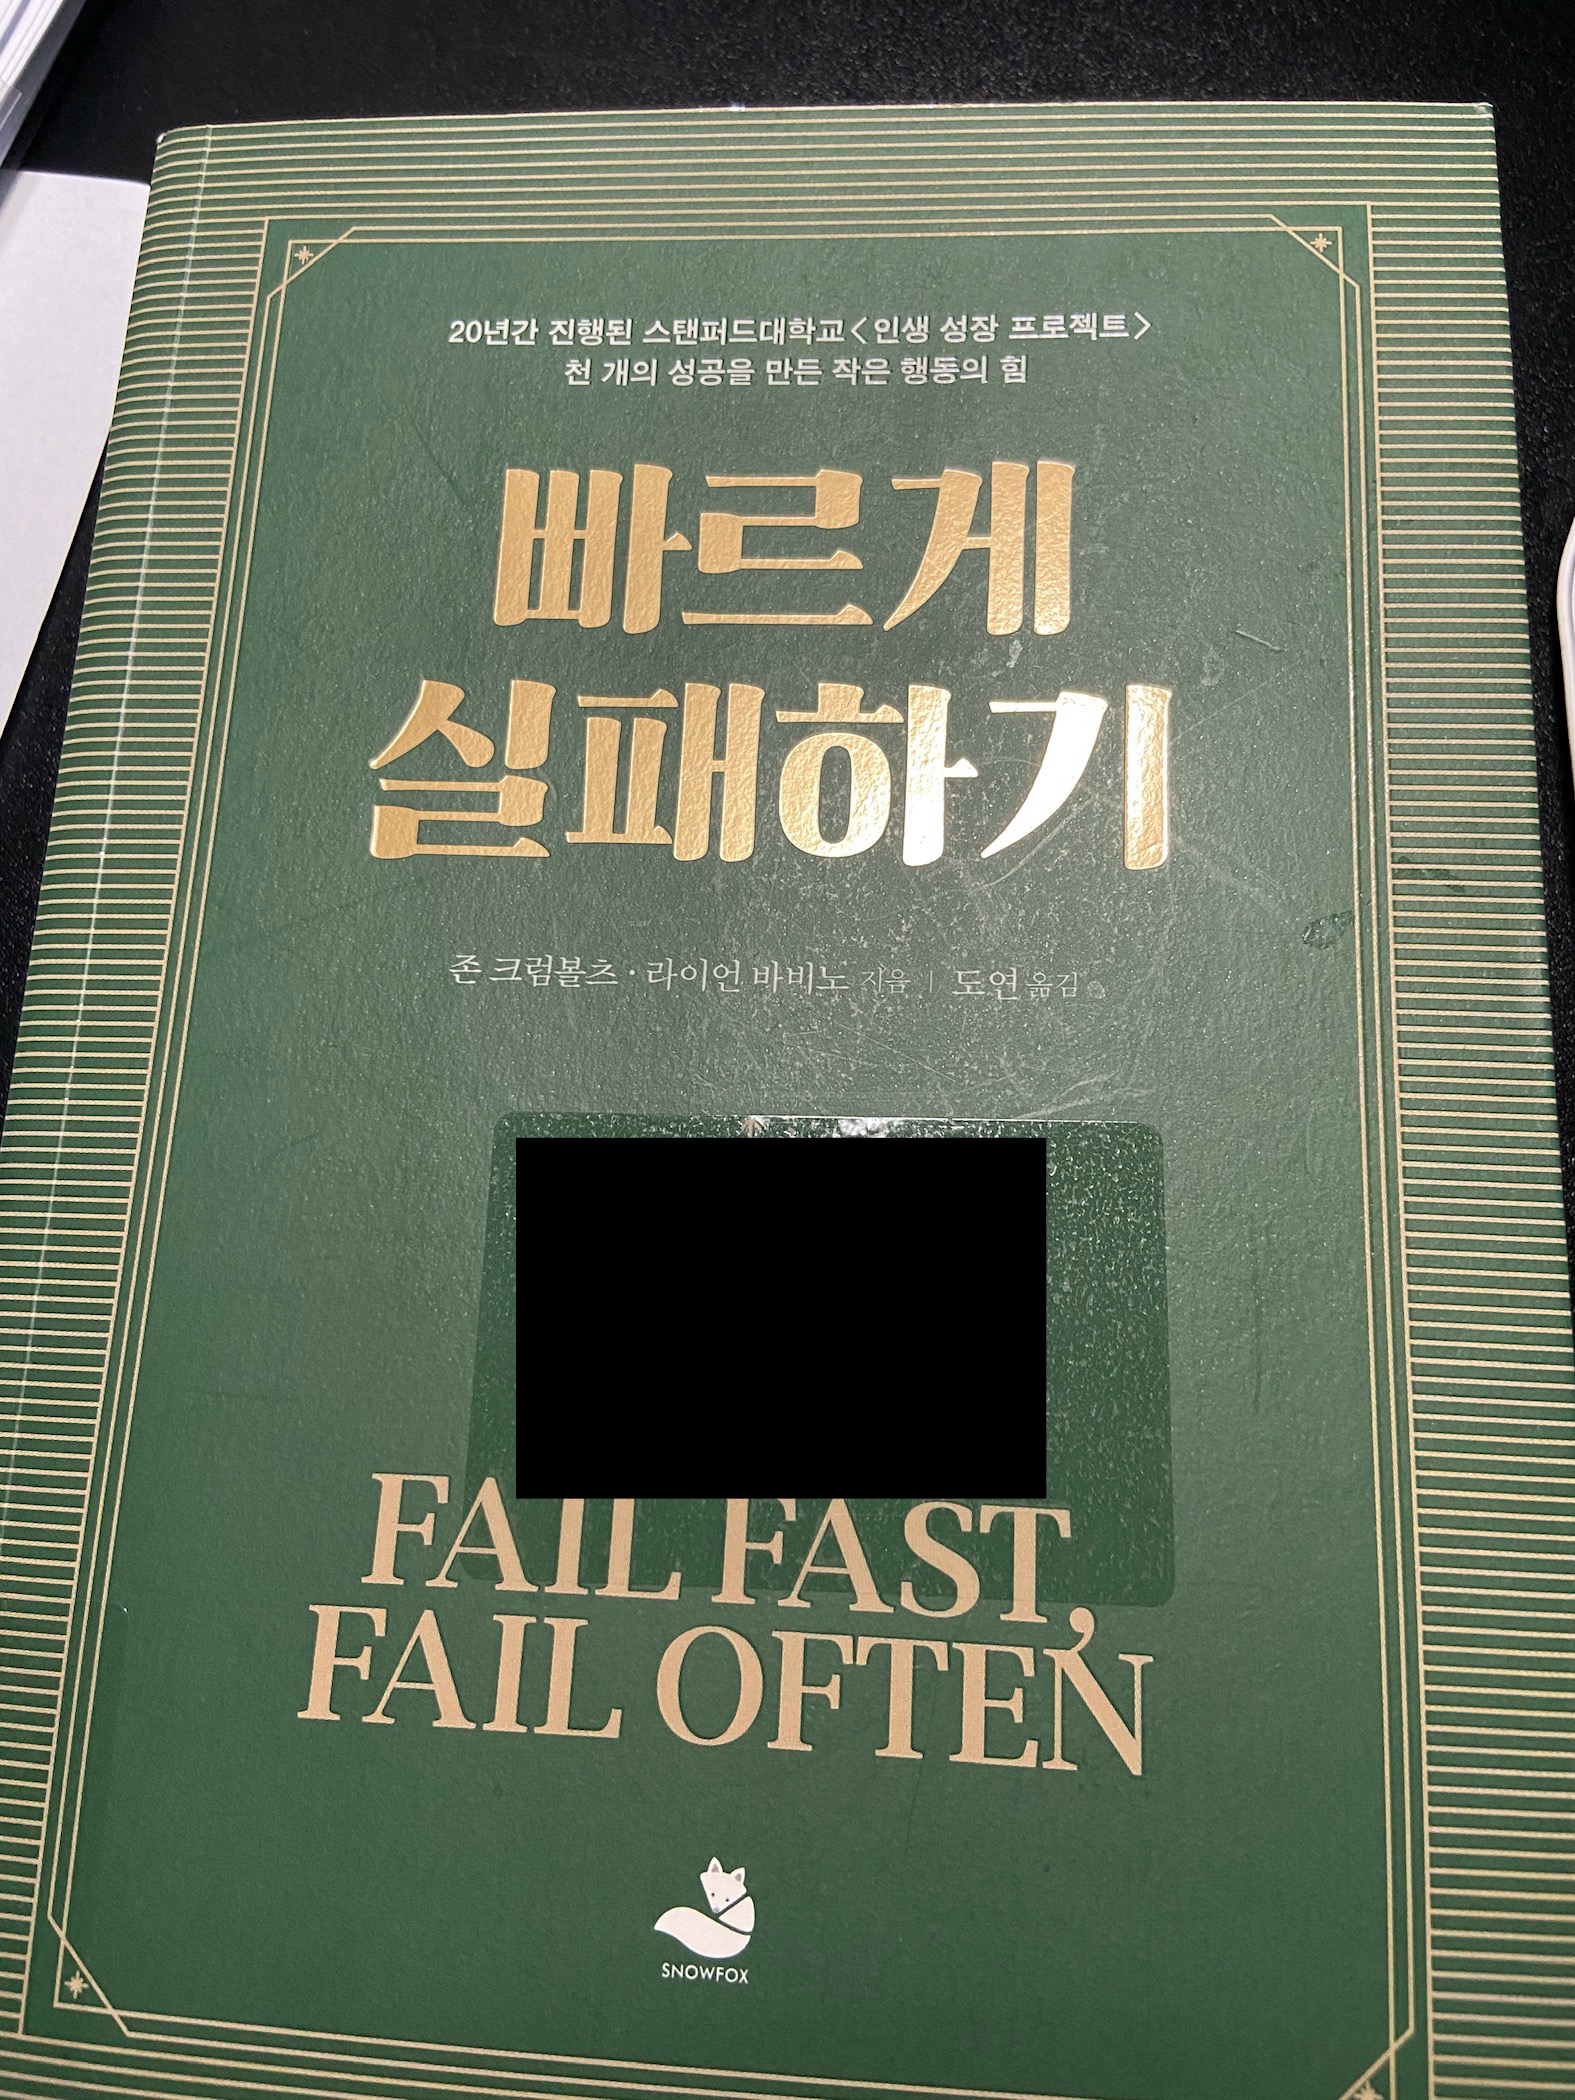 20년간 진행된 스탠퍼드대학교<인생 성장 프로젝트>
천 개의 성공을 만든 작은 행동의 힘
빠르게
실패하기
존 크럼볼츠·라이언 바비노 지음 | 도연 옮김
FAIL FAST,
FAIL OFTEN
SNOWFOX